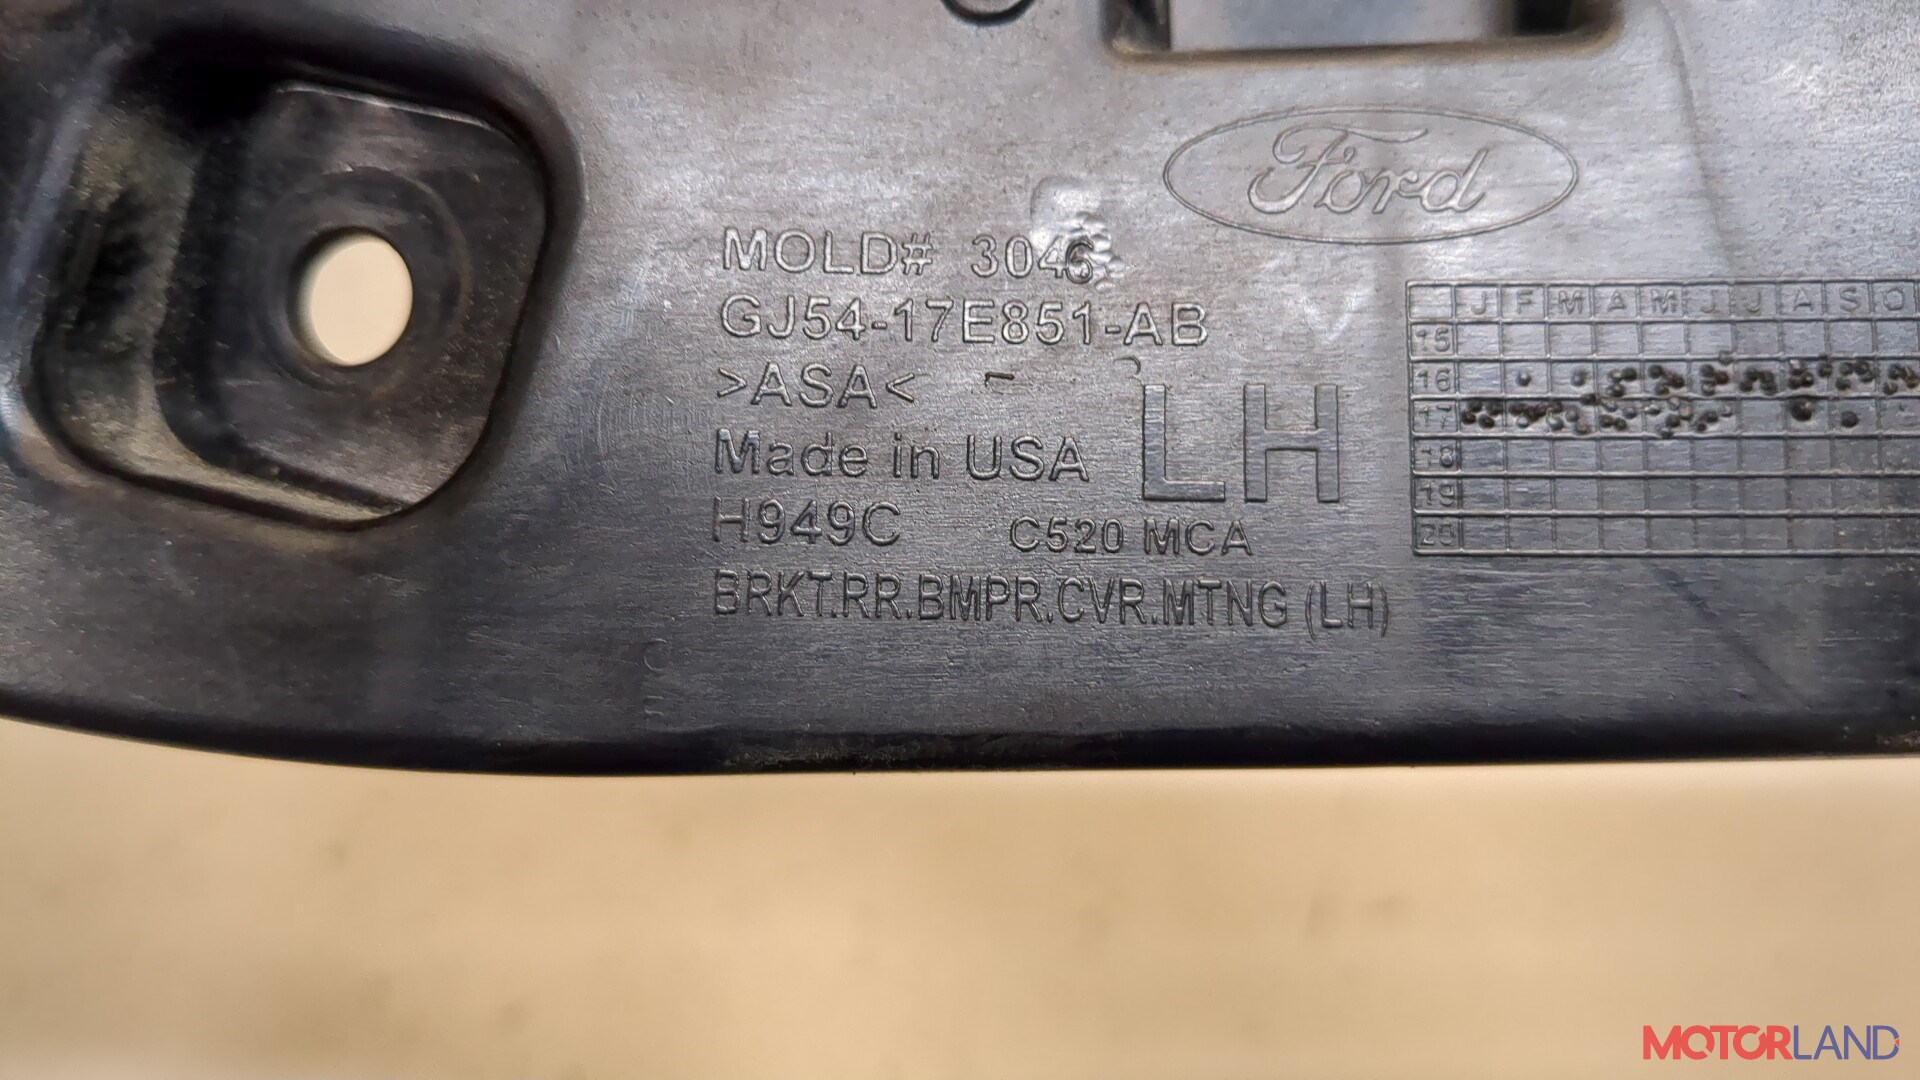 Ford
MOLD# 3046
GJ54-17E851-AB
>ASA< -
Made in USA
LH
H949C
C520 MCA
BRKT.RR.BMPR.CVR.MTNG (LH)
J F M A M J J A S O
15
16
17
18
19
20
MOTORLAND